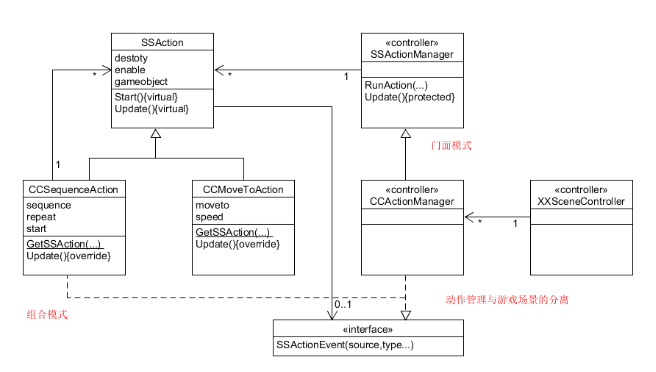 SSAction
destoty
enable
gameobject
Start(){virtual}
Update(){virtual}
«controller»
SSActionManager
RunAction(...)
Update(){protected}
*
*
1
门面模式
1
CCSequenceAction
sequence
repeat
start
GetSSAction(...)
Update(){override}
CCMoveToAction
moveto
speed
GetSSAction(...)
Update(){override}
«controller»
CCActionManager
«controller»
XXSceneController
*
1
组合模式
0..1
动作管理与游戏场景的分离
«interface»
SSActionEvent(source,type...)